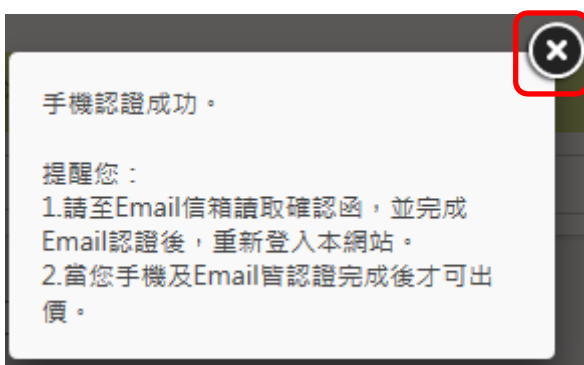 手機認證成功。
提醒您：
1.請至Email信箱讀取確認函，並完成
Email認證後，重新登入本網站。
2.當您手機及Email皆認證完成後才可出
價。